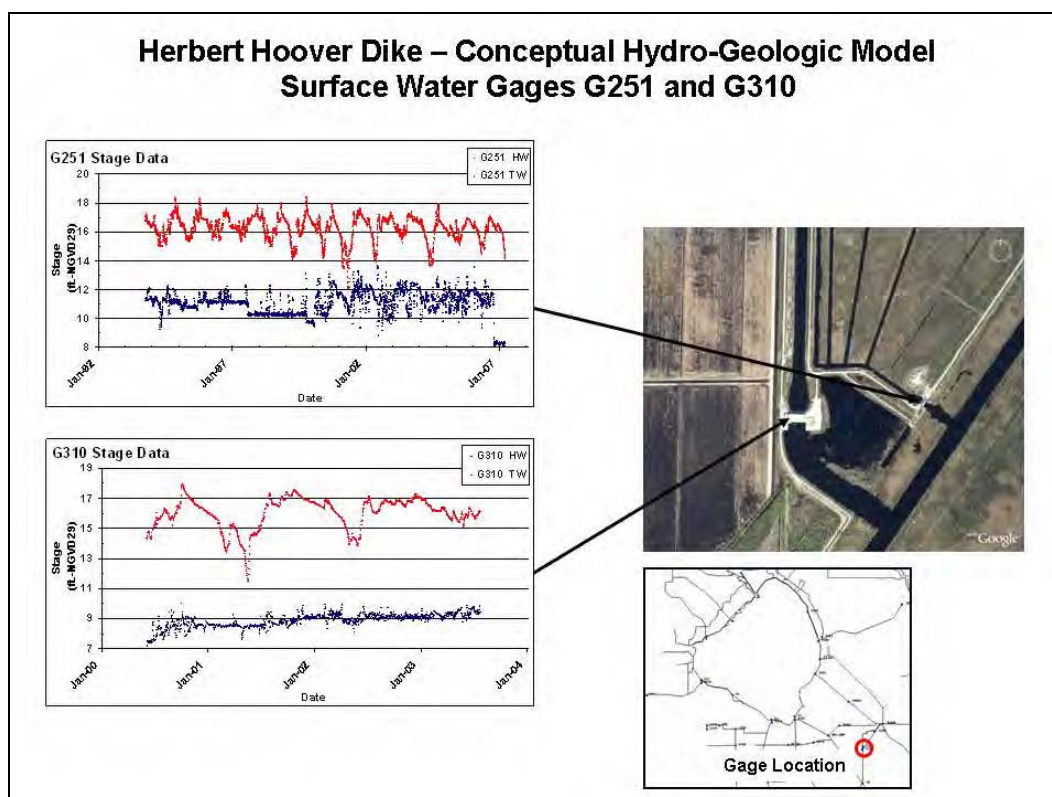 Herbert Hoover Dike – Conceptual Hydro-Geologic Model
Surface Water Gages G251 and G310
G251 Stage Data
G251 HW
G251 TW
20
18
16
14
12
10
8
Stage
(ft.-NGVD29)
Jan-92
Jan-97
Jan-02
Jan-07
Date
G310 Stage Data
G310 HW
G310 TW
19
17
15
13
11
9
7
Stage
(ft.-NGVD29)
Jan-00
Jan-01
Jan-02
Jan-03
Jan-04
Date
Google
Gage Location